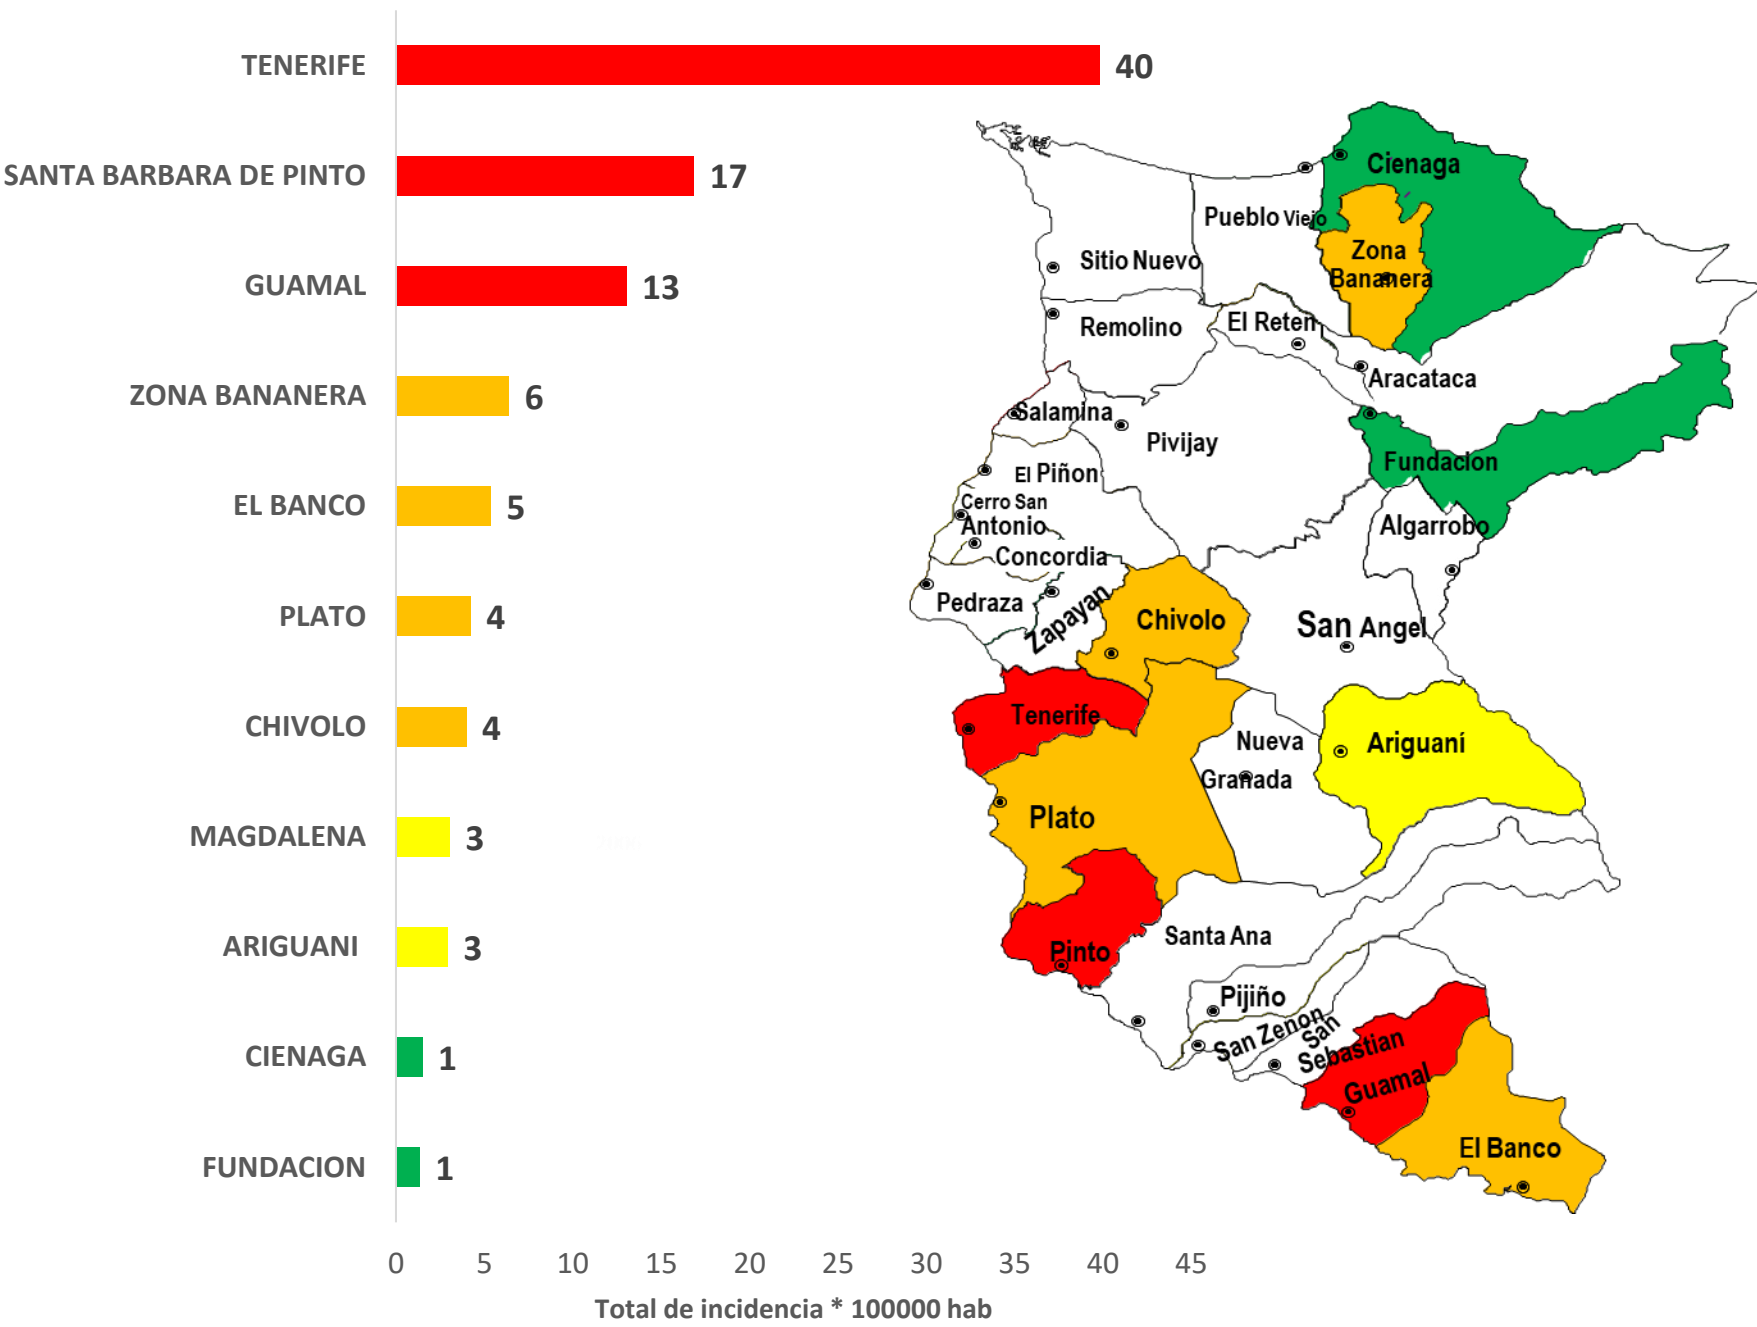 TENERIFE
40
SANTA BARBARA DE PINTO
17
GUAMAL
13
ZONA BANANERA
6
EL BANCO
5
PLATO
4
CHIVOLO
4
MAGDALENA
3
ARIGUANI
3
CIENAGA
1
FUNDACION
1
0 5 10 15 20 25 30 35 40 45
Total de incidencia * 100000 hab
Cienaga
Pueblo Viejo
Zona
Bananera
Sitio Nuevo
Remolino
El Reten
Aracataca
Salamina
Pivijay
El Piñon
Fundacion
Cerro San
Antonio
Algarrobo
Concordia
Pedraza
Zapayan
Chivolo
San Angel
Tenerife
Nueva
Granada
Ariguaní
Plato
Pinto
Santa Ana
Pijiño
San Zenon
San
Sebastian
Guamal
El Banco